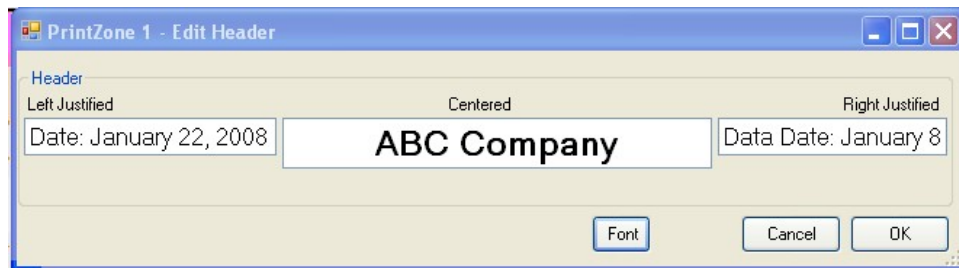 PrintZone 1 - Edit Header
Header
Left Justified Centered Right Justified
Date: January 22, 2008 ABC Company Data Date: January 8
Font Cancel OK